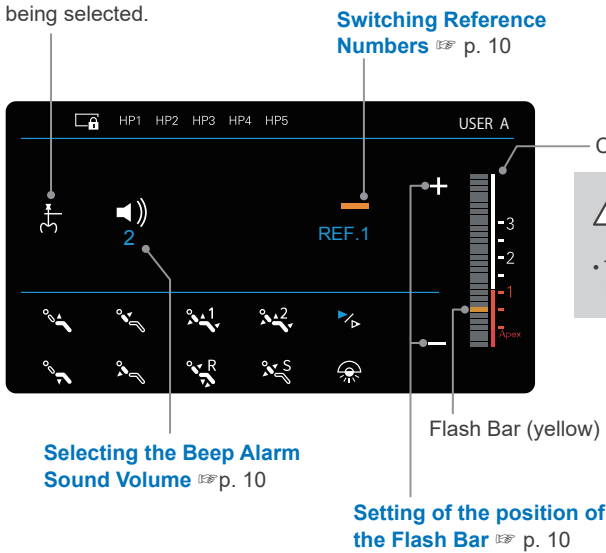 being selected.
Switching Reference
Numbers ☞ p. 10
HP1 HP2 HP3 HP4 HP5
USER A
C
+
3
2
1
Apex
2
REF.1
1
2
R
S
Flash Bar (yellow)
Selecting the Beep Alarm
Sound Volume ☞p. 10
Setting of the position of
the Flash Bar ☞ p. 10